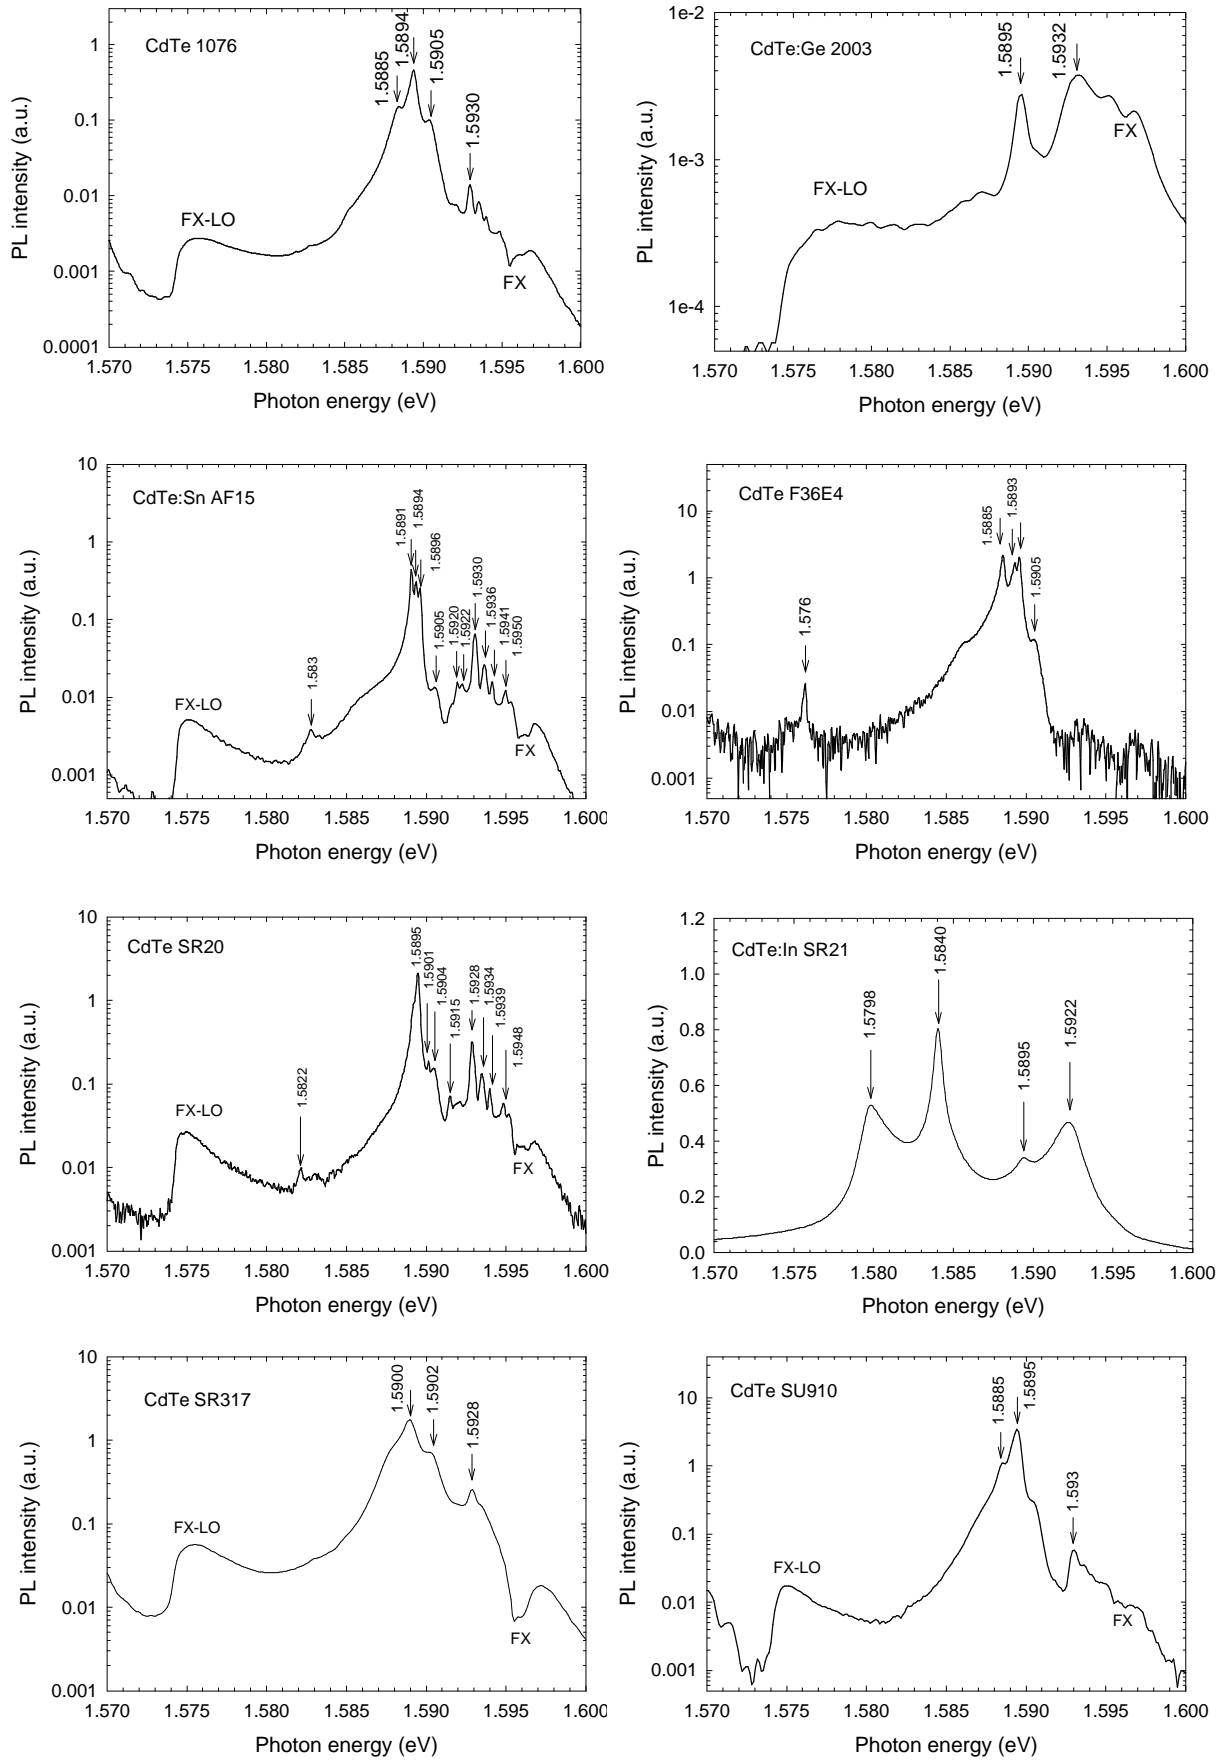 CdTe 1076
1.5885
1.5894
1.5905
1.5930
FX-LO
FX
1
0.1
0.01
0.001
0.0001
PL intensity (a.u.)
1.570 1.575 1.580 1.585 1.590 1.595 1.600
Photon energy (eV)
CdTe:Ge 2003
1.5895
1.5932
FX-LO
FX
1e-2
1e-3
1e-4
PL intensity (a.u.)
1.570 1.575 1.580 1.585 1.590 1.595 1.600
Photon energy (eV)
CdTe:Sn AF15
1.583
1.5891
1.5894
1.5896
1.5905
1.5920
1.5922
1.5930
1.5936
1.5941
1.5950
FX-LO
FX
10
1
0.1
0.01
0.001
PL intensity (a.u.)
1.570 1.575 1.580 1.585 1.590 1.595 1.600
Photon energy (eV)
CdTe F36E4
1.576
1.5885
1.5893
1.5905
10
1
0.1
0.01
0.001
PL intensity (a.u.)
1.570 1.575 1.580 1.585 1.590 1.595 1.600
Photon energy (eV)
CdTe SR20
1.5822
1.5895
1.5901
1.5904
1.5915
1.5928
1.5934
1.5939
1.5948
FX-LO
FX
10
1
0.1
0.01
0.001
PL intensity (a.u.)
1.570 1.575 1.580 1.585 1.590 1.595 1.600
Photon energy (eV)
CdTe:In SR21
1.5798
1.5840
1.5895
1.5922
1.2
1.0
0.8
0.6
0.4
0.2
0.0
PL intensity (a.u.)
1.570 1.575 1.580 1.585 1.590 1.595 1.600
Photon energy (eV)
CdTe SR317
1.5900
1.5902
1.5928
FX-LO
FX
10
1
0.1
0.01
0.001
PL intensity (a.u.)
1.570 1.575 1.580 1.585 1.590 1.595 1.600
Photon energy (eV)
CdTe SU910
1.5885
1.5895
1.593
FX-LO
FX
10
1
0.1
0.01
0.001
PL intensity (a.u.)
1.570 1.575 1.580 1.585 1.590 1.595 1.600
Photon energy (eV)